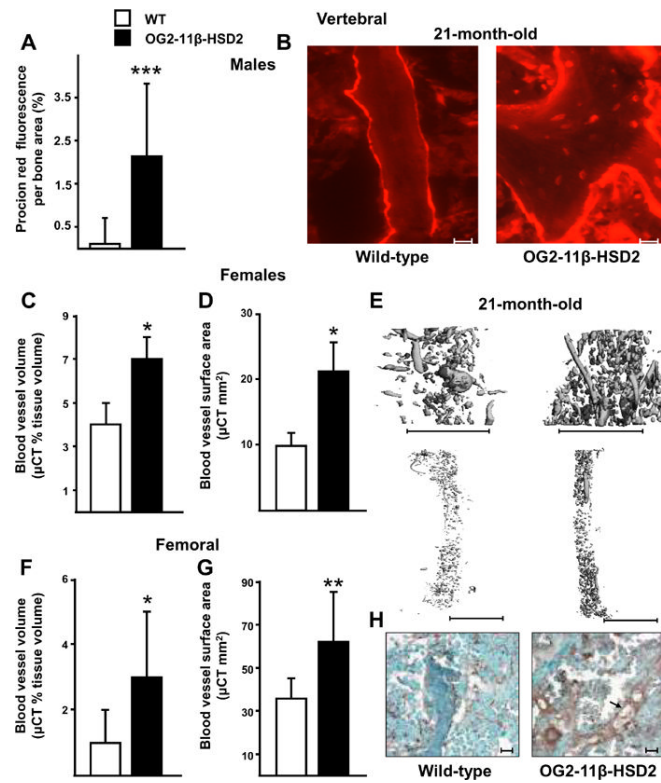 WT
OG2-11β-HSD2
Vertebral
21-month-old
A
Males
B
Procion red fluorescence
per bone area (%)
3.5
2.5
1.5
0.5
***
Wild-type
OG2-11β-HSD2
Females
C
Blood vessel volume
(µCT % tissue volume)
9
7
5
3
1
*
D
Blood vessel surface area
(µCT mm²)
30
20
10
*
E
21-month-old
Femoral
F
Blood vessel volume
(µCT % tissue volume)
6
4
2
*
G
Blood vessel surface area
(µCT mm²)
90
70
50
30
10
**
H
Wild-type
OG2-11β-HSD2